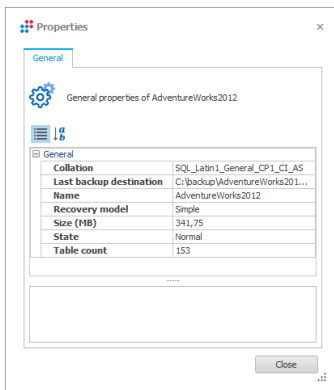 Properties
General
General properties of AdventureWorks2012
General
Collation SQL_Latin1_General_CP1_CI_AS
Last backup destination C:\backup\AdventureWorks201...
Name AdventureWorks2012
Recovery model Simple
Size (MB) 341,75
State Normal
Table count 153
Close